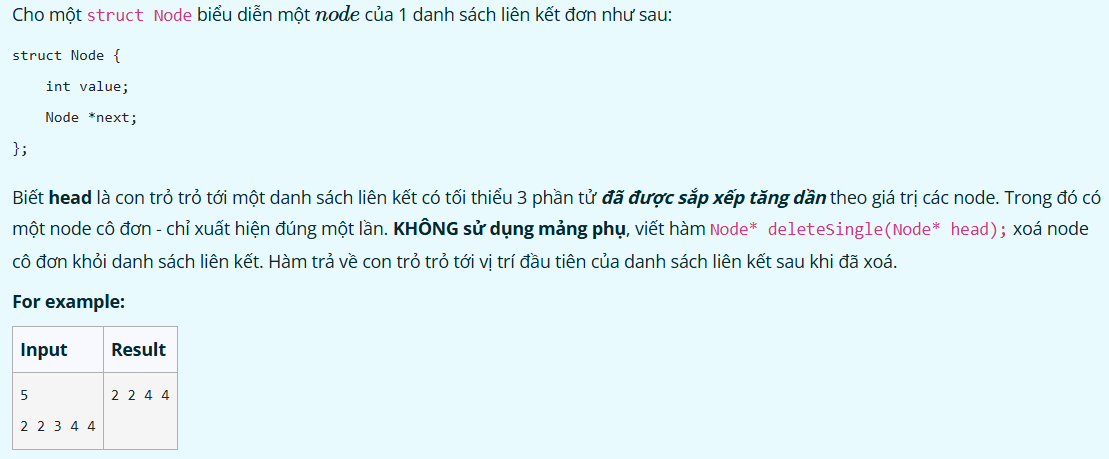 Cho một struct Node biểu diễn một node của 1 danh sách liên kết đơn như sau:
struct Node {
    int value;
    Node *next;
};
Biết head là con trỏ trỏ tới một danh sách liên kết có tối thiểu 3 phần tử đã được sắp xếp tăng dần theo giá trị các node. Trong đó có
một node cô đơn - chỉ xuất hiện đúng một lần. KHÔNG sử dụng mảng phụ, viết hàm Node* deleteSingle(Node* head); xoá node
cô đơn khỏi danh sách liên kết. Hàm trả về con trỏ trỏ tới vị trí đầu tiên của danh sách liên kết sau khi đã xoá.
For example:
Input Result
5 2 2 4 4
2 2 3 4 4